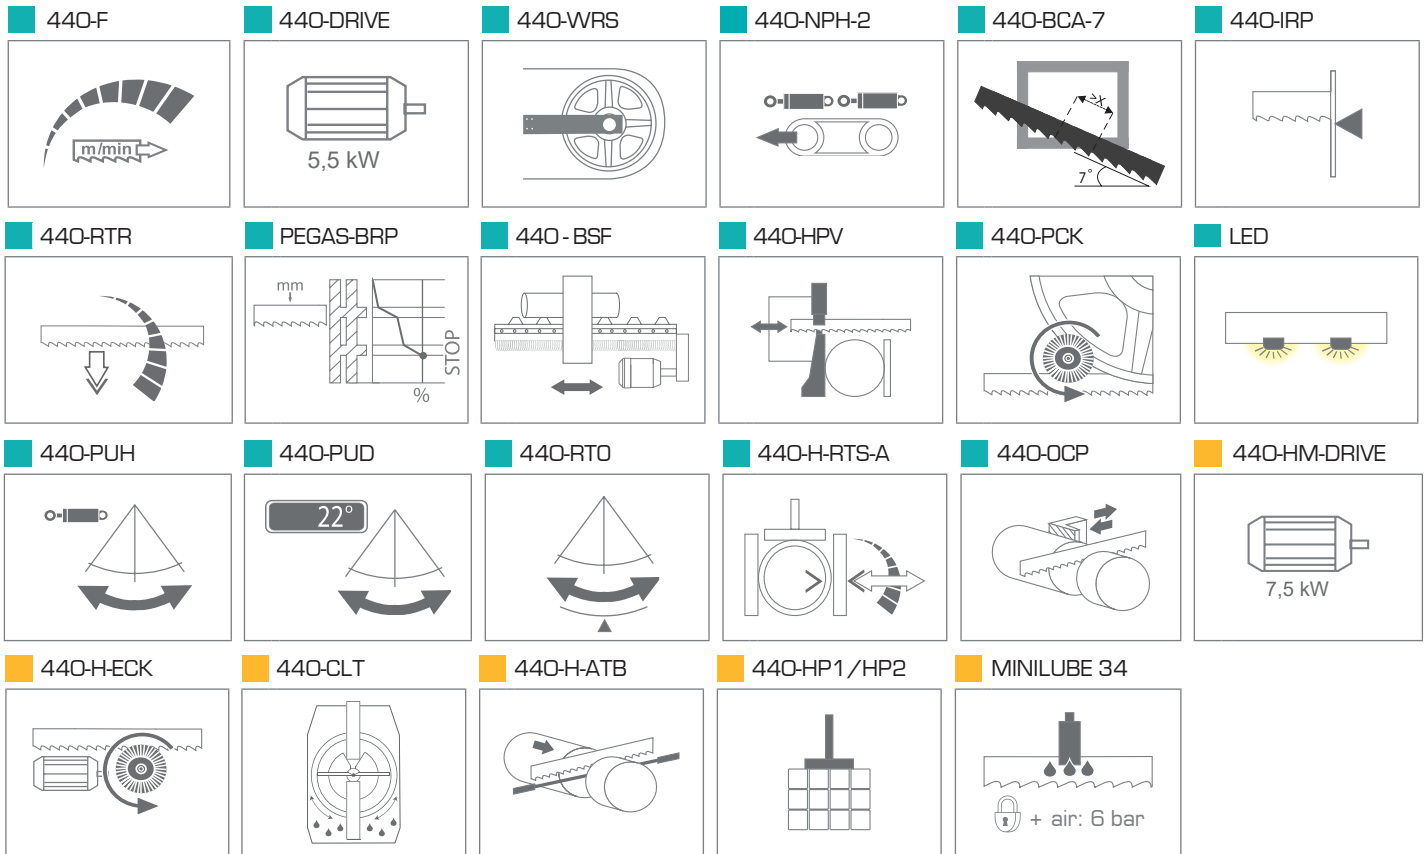 440-F
440-DRIVE
440-WRS
440-NPH-2
440-BCA-7
440-IRP
m/min
5,5 kW
>X
7°
440-RTR
PEGAS-BRP
440-BSF
440-HPV
440-PCK
LED
mm
STOP
%
440-PUH
440-PUD
440-RTO
440-H-RTS-A
440-OCP
440-HM-DRIVE
22°
7,5 kW
440-H-ECK
440-CLT
440-H-ATB
440-HP1/HP2
MINILUBE 34
+ air: 6 bar